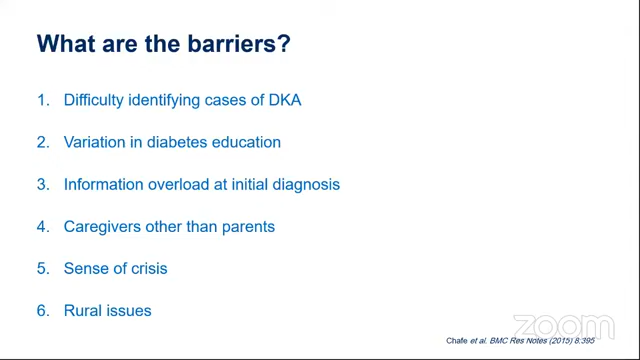 What are the barriers?
1. Difficulty identifying cases of DKA
2. Variation in diabetes education
3. Information overload at initial diagnosis
4. Caregivers other than parents
5. Sense of crisis
6. Rural issues
zoom
Chafe et al. BMC Res Notes (2015) 8:395